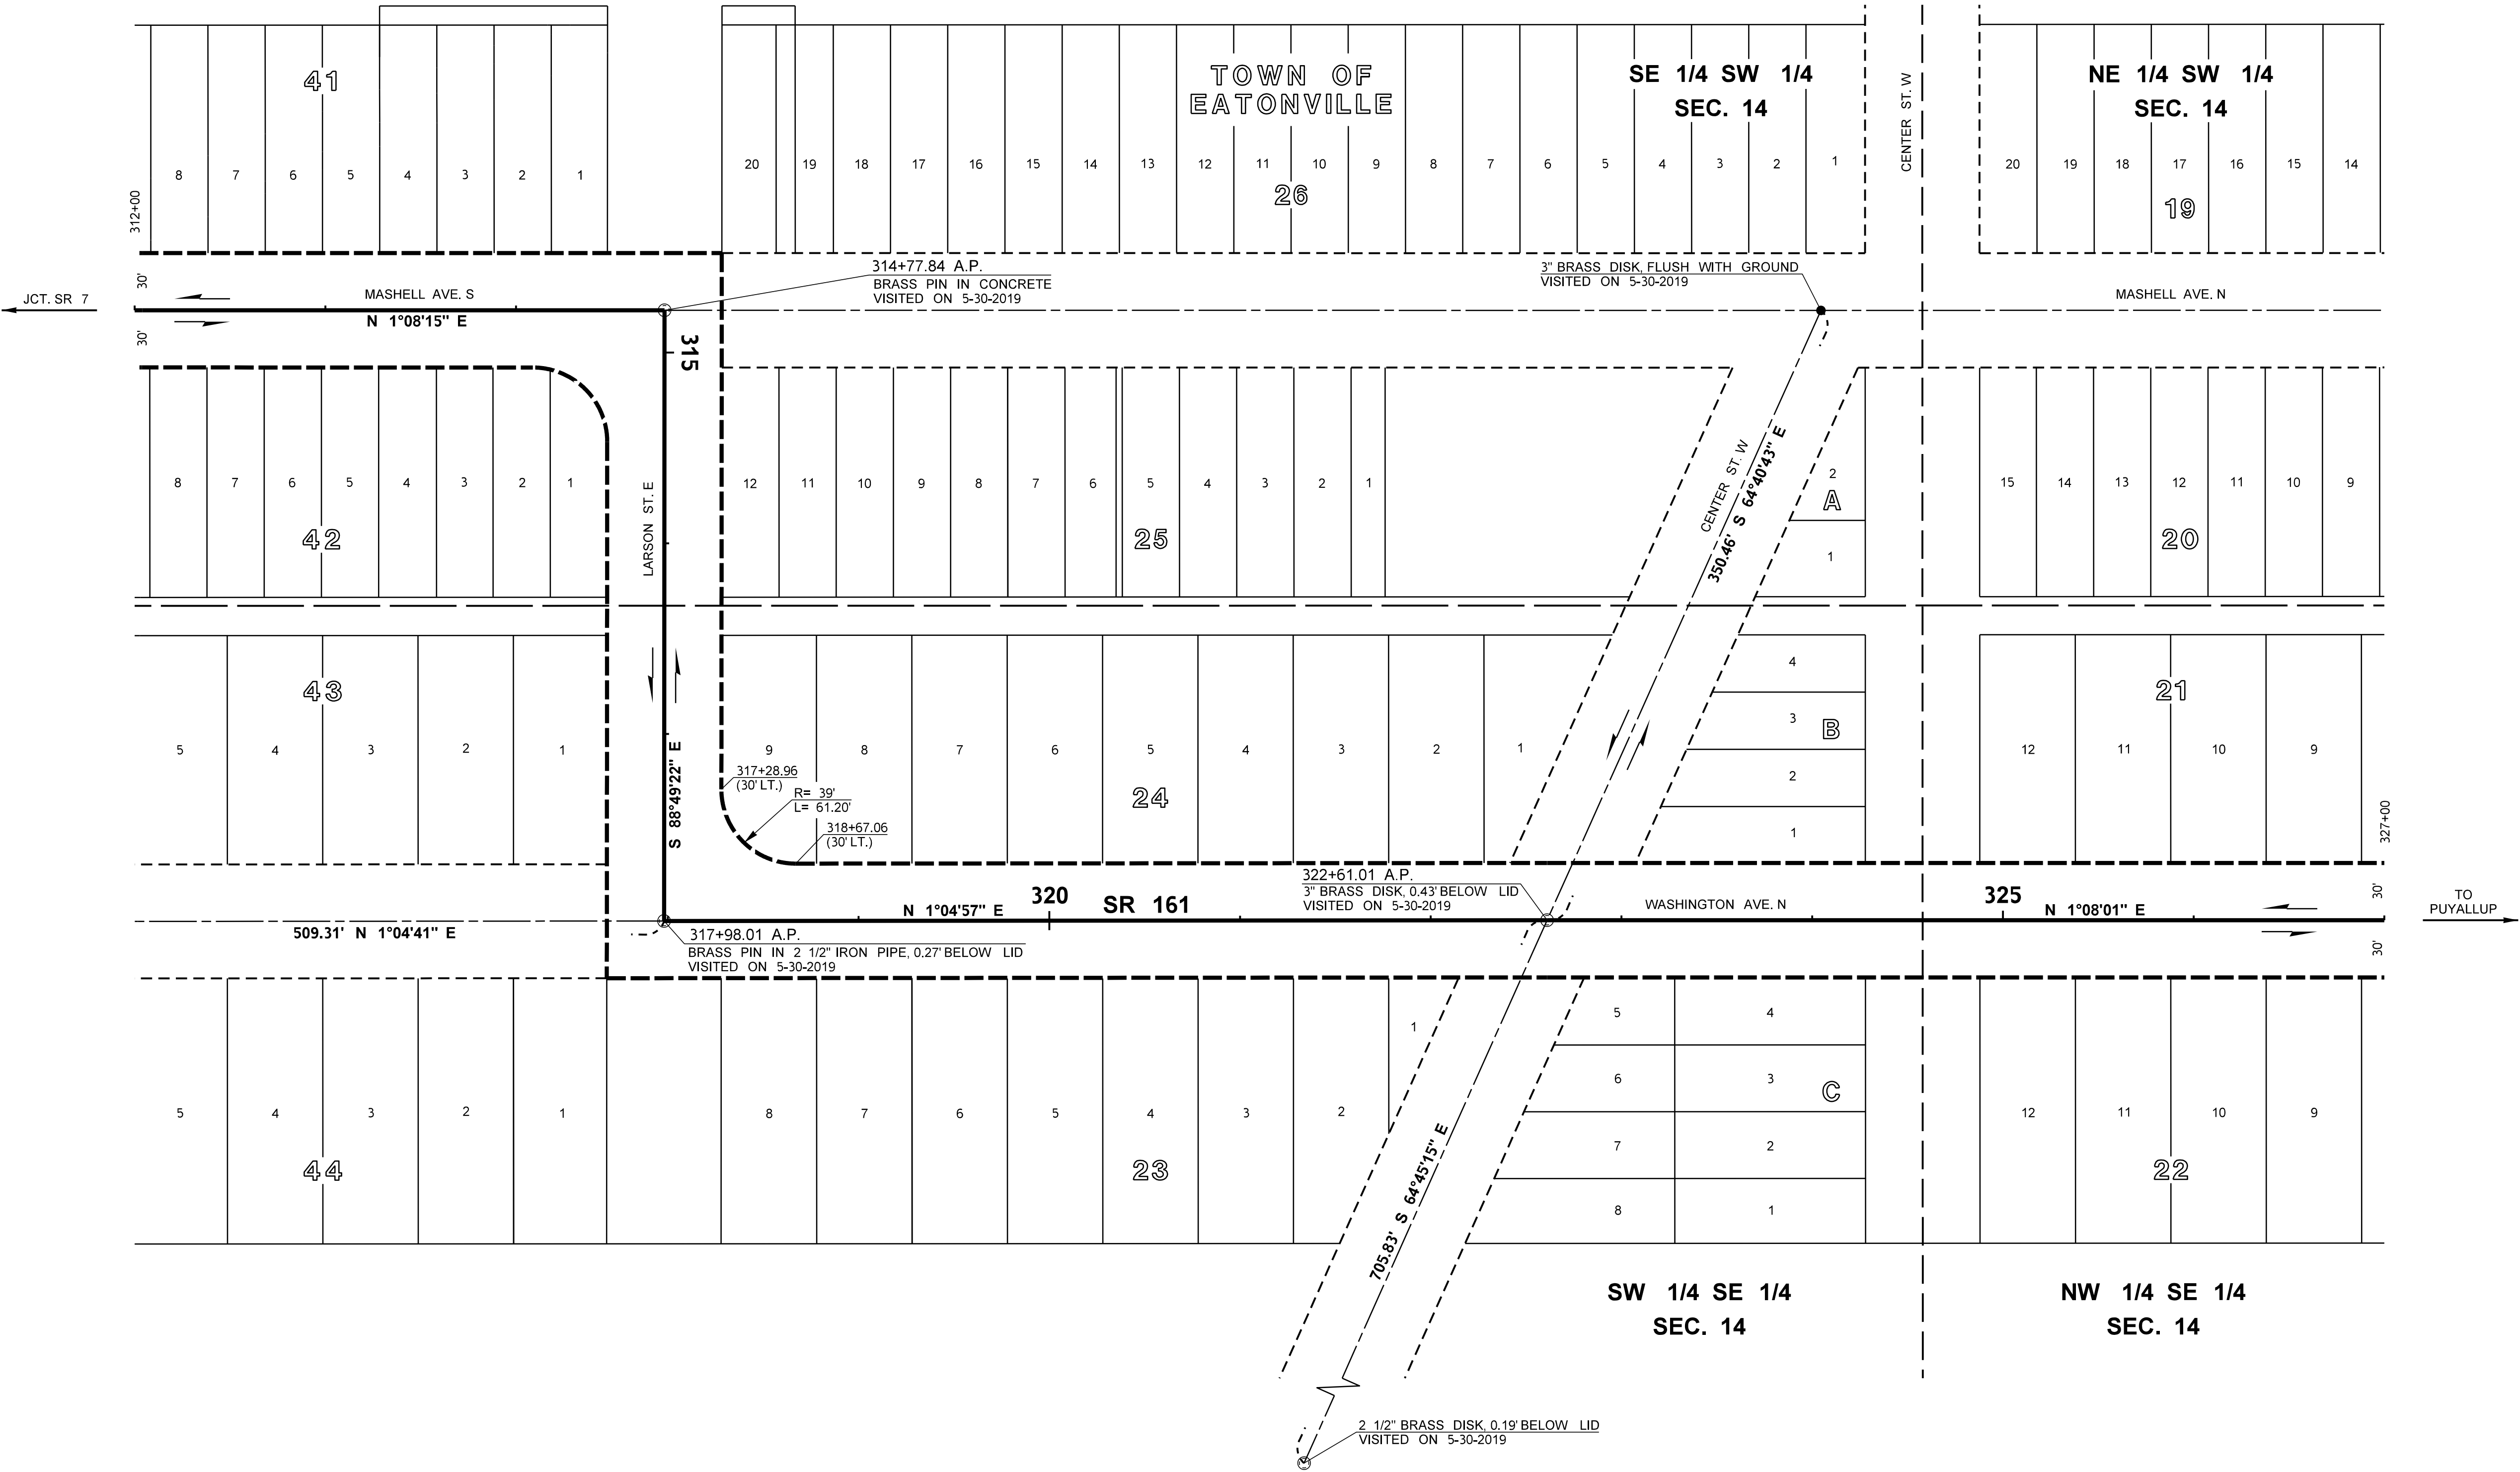 TOWN OF
EATONVILLE
SE 1/4 SW 1/4
SEC. 14
CENTER ST. W
NE 1/4 SW 1/4
SEC. 14
41
8 7 6 5 4 3 2 1
20 19 18 17 16 15 14 13 12 11 10 9 8 7 6 5 4 3 2 1
26
20 19 18 17 16 15 14
19
312+00
30'
30'
JCT. SR 7
MASHELL AVE. S
N 1°08'15" E
314+77.84 A.P.
BRASS PIN IN CONCRETE
VISITED ON 5-30-2019
3" BRASS DISK, FLUSH WITH GROUND
VISITED ON 5-30-2019
MASHELL AVE. N
315
8 7 6 5 4 3 2 1
42
LARSON ST. E
12 11 10 9 8 7 6 5 4 3 2 1
25
CENTER ST. W
350.46' S 64°40'43" E
2
A
1
15 14 13 12 11 10 9
20
43
5 4 3 2 1
S 88°49'22" E
9 8 7 6 5 4 3 2 1
24
317+28.96
(30' LT.)
R= 39'
L= 61.20'
318+67.06
(30' LT.)
4
3
B
2
1
21
12 11 10 9
327+00
30'
30'
322+61.01 A.P.
3" BRASS DISK, 0.43' BELOW LID
VISITED ON 5-30-2019
320
SR 161
N 1°04'57" E
WASHINGTON AVE. N
325
N 1°08'01" E
TO
PUYALLUP
509.31' N 1°04'41" E
317+98.01 A.P.
BRASS PIN IN 2 1/2" IRON PIPE, 0.27' BELOW LID
VISITED ON 5-30-2019
5 4 3 2 1
44
8 7 6 5 4 3 2 1
23
705.83' S 64°45'15" E
5 4
6 3
C
7 2
8 1
12 11 10 9
22
SW 1/4 SE 1/4
SEC. 14
NW 1/4 SE 1/4
SEC. 14
2 1/2" BRASS DISK, 0.19' BELOW LID
VISITED ON 5-30-2019